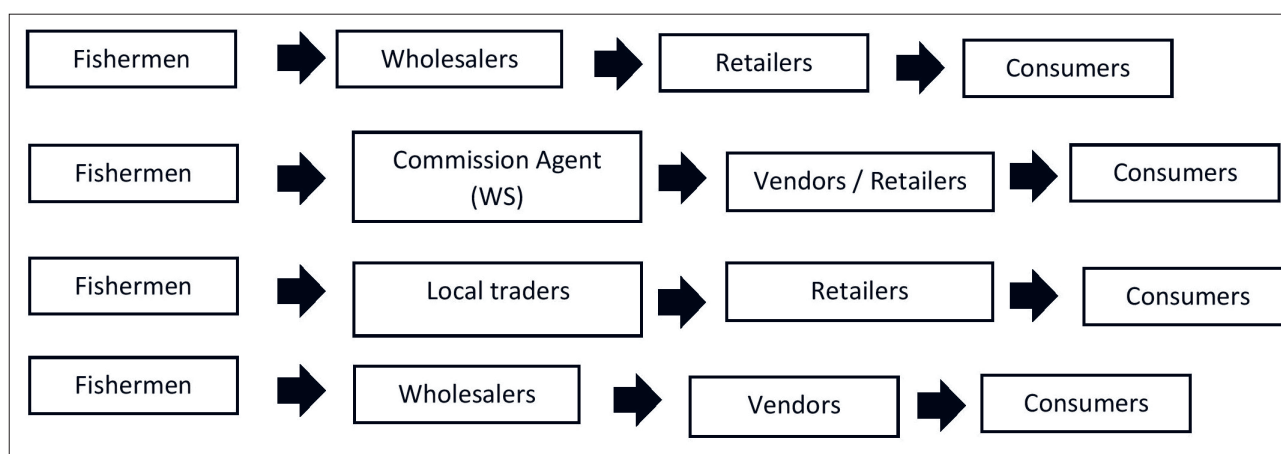 Fishermen
Wholesalers
Retailers
Consumers
Fishermen
Commission Agent
(WS)
Vendors / Retailers
Consumers
Fishermen
Local traders
Retailers
Consumers
Fishermen
Wholesalers
Vendors
Consumers